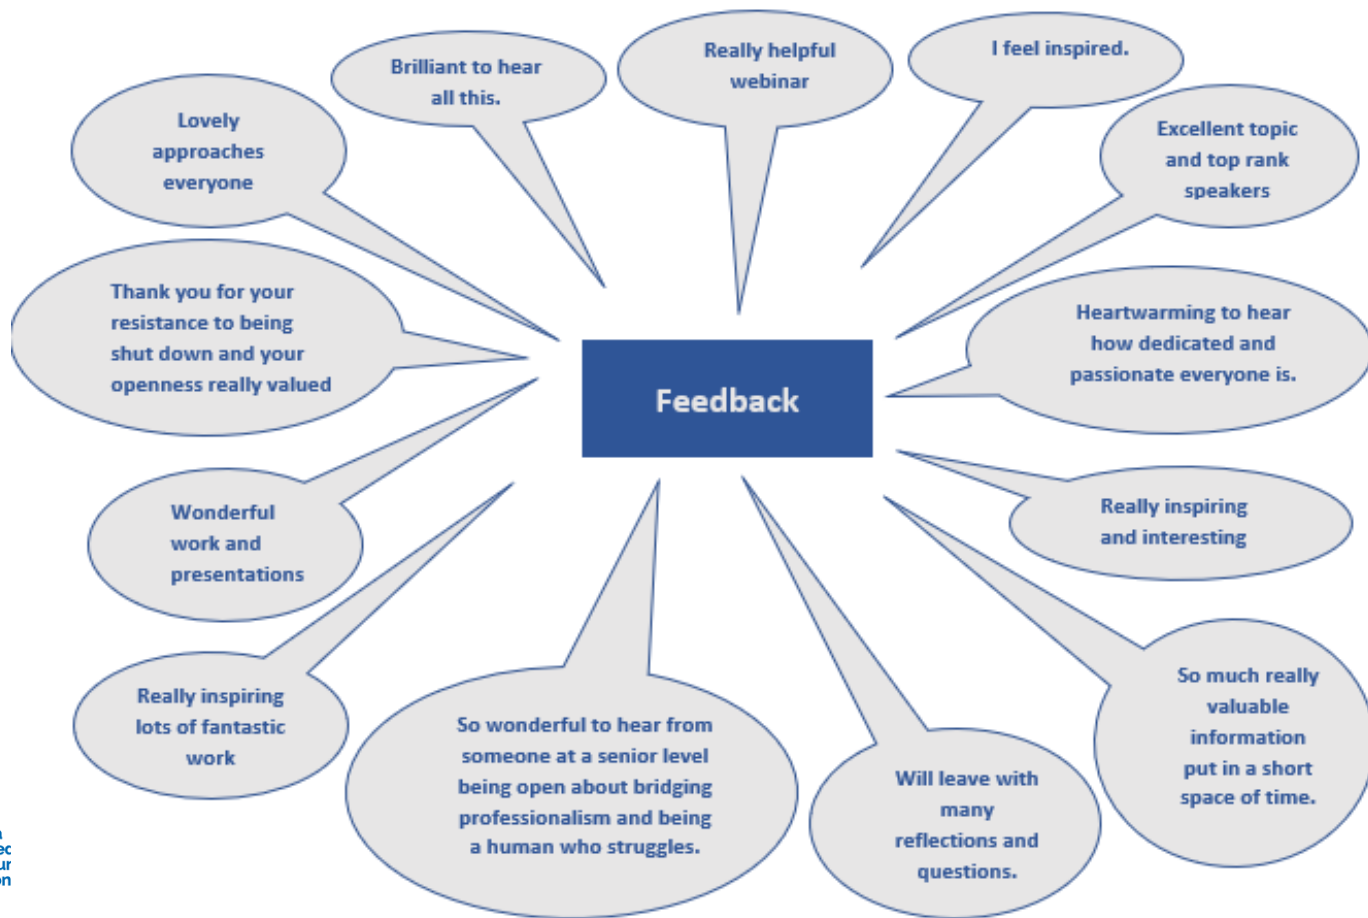 Brilliant to hear
all this.
Really helpful
webinar
I feel inspired.
Lovely
approaches
everyone
Excellent topic
and top rank
speakers
Thank you for your
resistance to being
shut down and your
openness really valued
Heartwarming to hear
how dedicated and
passionate everyone is.
Feedback
Wonderful
work and
presentations
Really inspiring
and interesting
Really inspiring
lots of fantastic
work
So wonderful to hear from
someone at a senior level
being open about bridging
professionalism and being
a human who struggles.
Will leave with
many
reflections and
questions.
So much really
valuable
information
put in a short
space of time.